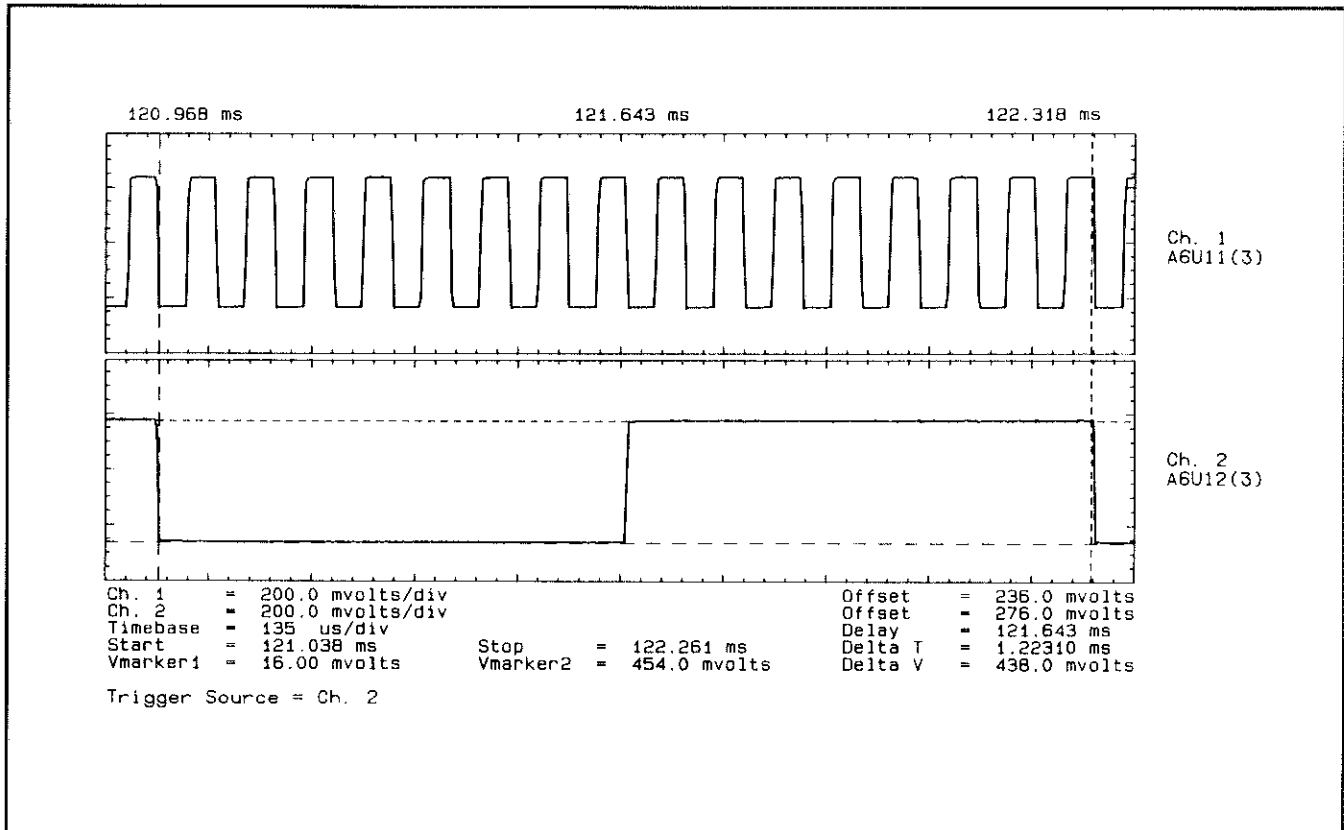 120.968 ms 121.643 ms 122.318 ms
Ch. 1
A6U11(3)
Ch. 2
A6U12(3)
Ch. 1 = 200.0 mvolts/div Offset = 236.0 mvolts
Ch. 2 = 200.0 mvolts/div Offset = 276.0 mvolts
Timebase = 135 us/div Delay = 121.643 ms
Start = 121.038 ms Stop = 122.261 ms Delta T = 1.22310 ms
Vmarker1 = 16.00 mvolts Vmarker2 = 454.0 mvolts Delta V = 438.0 mvolts
Trigger Source = Ch. 2